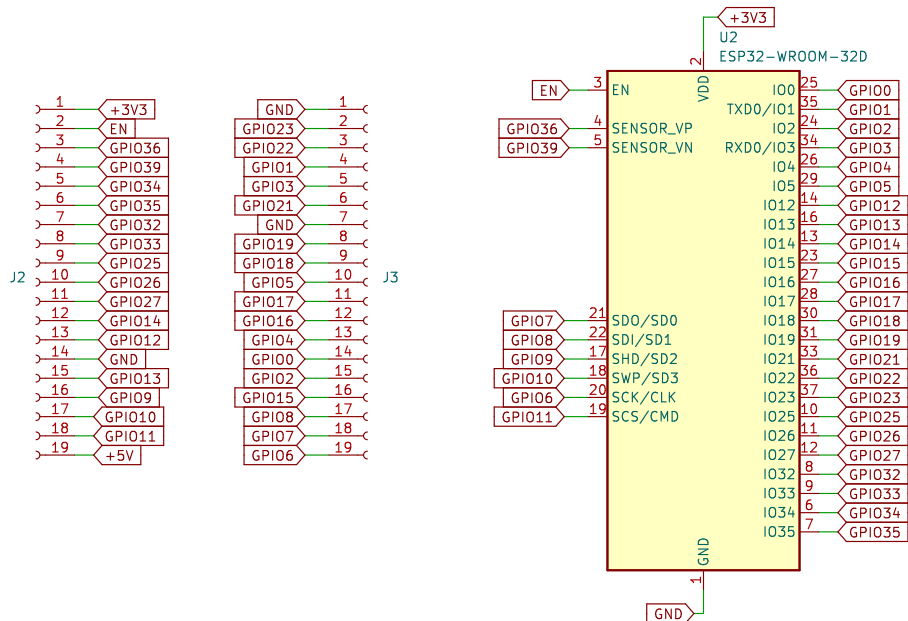 +3V3
U2
ESP32-WROOM-32D
2
VDD
EN 3 EN
IO0 25 GPIO0
TXD0/IO1 35 GPIO1
GPIO36 4 SENSOR_VP
IO2 24 GPIO2
GPIO39 5 SENSOR_VN
RXD0/IO3 34 GPIO3
IO4 26 GPIO4
IO5 29 GPIO5
IO12 14 GPIO12
IO13 16 GPIO13
IO14 13 GPIO14
IO15 23 GPIO15
IO16 27 GPIO16
IO17 28 GPIO17
GPIO7 21 SDO/SD0
IO18 30 GPIO18
GPIO8 22 SDI/SD1
IO19 31 GPIO19
GPIO9 17 SHD/SD2
IO21 33 GPIO21
GPIO10 18 SWP/SD3
IO22 36 GPIO22
GPIO6 20 SCK/CLK
IO23 37 GPIO23
GPIO11 19 SCS/CMD
IO25 10 GPIO25
IO26 11 GPIO26
IO27 12 GPIO27
IO32 8 GPIO32
IO33 9 GPIO33
IO34 6 GPIO34
IO35 7 GPIO35
GND
1
GND
J2
1 +3V3
2 EN
3 GPIO36
4 GPIO39
5 GPIO34
6 GPIO35
7 GPIO32
8 GPIO33
9 GPIO25
10 GPIO26
11 GPIO27
12 GPIO14
13 GPIO12
14 GND
15 GPIO13
16 GPIO9
17 GPIO10
18 GPIO11
19 +5V
J3
GND 1
GPIO23 2
GPIO22 3
GPIO1 4
GPIO3 5
GPIO21 6
GND 7
GPIO19 8
GPIO18 9
GPIO5 10
GPIO17 11
GPIO16 12
GPIO4 13
GPIO0 14
GPIO2 15
GPIO15 16
GPIO8 17
GPIO7 18
GPIO6 19